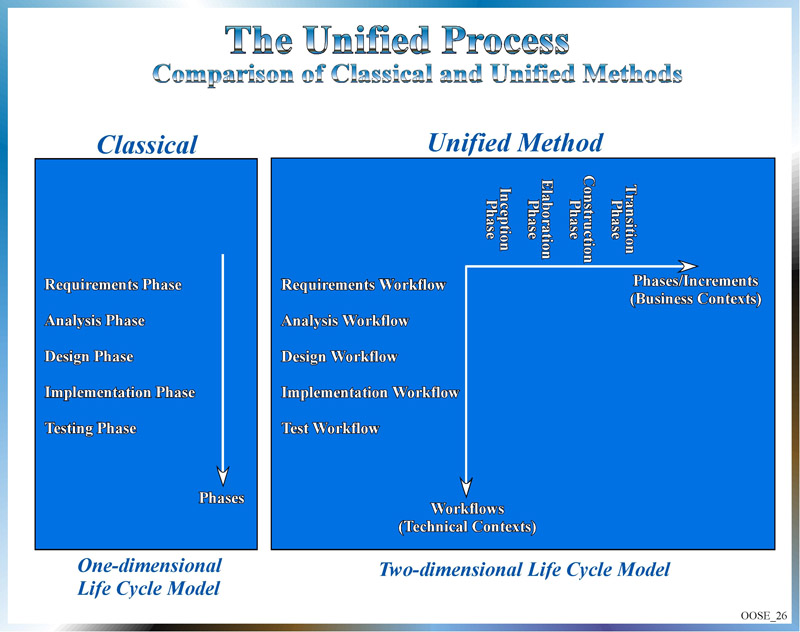 The Unified Process
Comparison of Classical and Unified Methods
Classical
Requirements Phase
Analysis Phase
Design Phase
Implementation Phase
Testing Phase
Phases
One-dimensional
Life Cycle Model
Unified Method
Inception
Phase
Elaboration
Phase
Construction
Phase
Transition
Phase
Phases/Increments
(Business Contexts)
Requirements Workflow
Analysis Workflow
Design Workflow
Implementation Workflow
Test Workflow
Workflows
(Technical Contexts)
Two-dimensional Life Cycle Model
OOSE_26